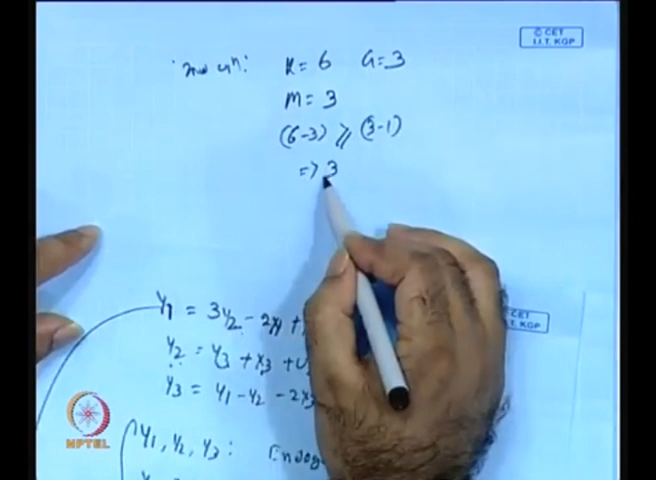 © CET
I.I.T. KGP
K = 6 G = 3
M = 3
(6-3) ≥ (3-1)
=> 3
CET
I.I.T. KGP
Y1 = 3Y2 - 2X1 +
Y2 = Y3 + X3 + U
Y3 = Y1 - Y2 - 2X3
Y1, Y2, Y3 : Endog
NPTEL